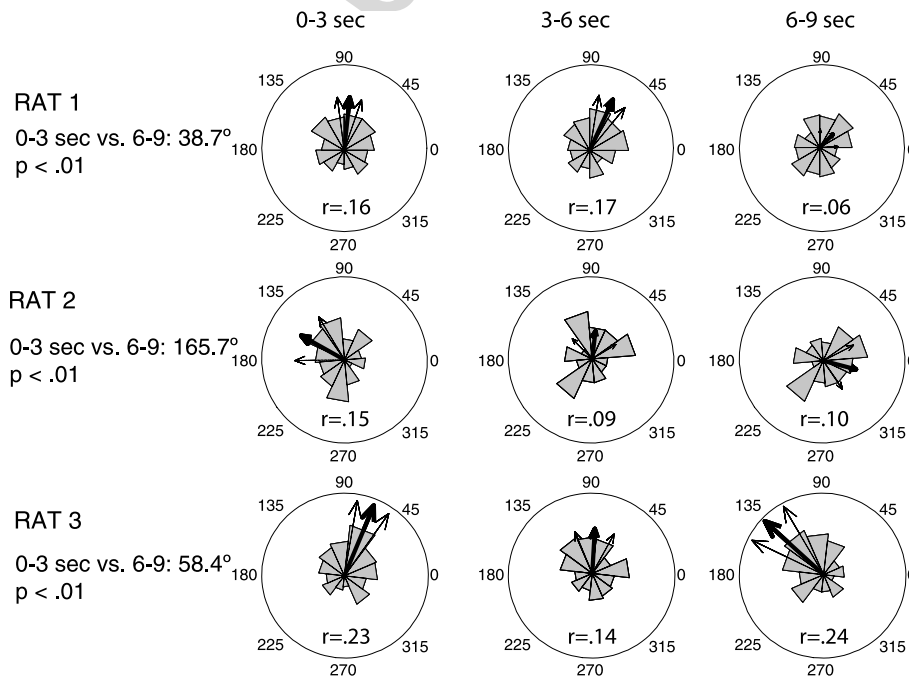 0-3 sec 3-6 sec 6-9 sec
RAT 1
0-3 sec vs. 6-9: 38.7º
p < .01
90 135 45 180 0 225 315 270 r=.16
90 135 45 180 0 225 315 270 r=.17
90 135 45 180 0 225 315 270 r=.06
RAT 2
0-3 sec vs. 6-9: 165.7º
p < .01
90 135 45 180 0 225 315 270 r=.15
90 135 45 180 0 225 315 270 r=.09
90 135 45 180 0 225 315 270 r=.10
RAT 3
0-3 sec vs. 6-9: 58.4º
p < .01
90 135 45 180 0 225 315 270 r=.23
90 135 45 180 0 225 315 270 r=.14
90 135 45 180 0 225 315 270 r=.24